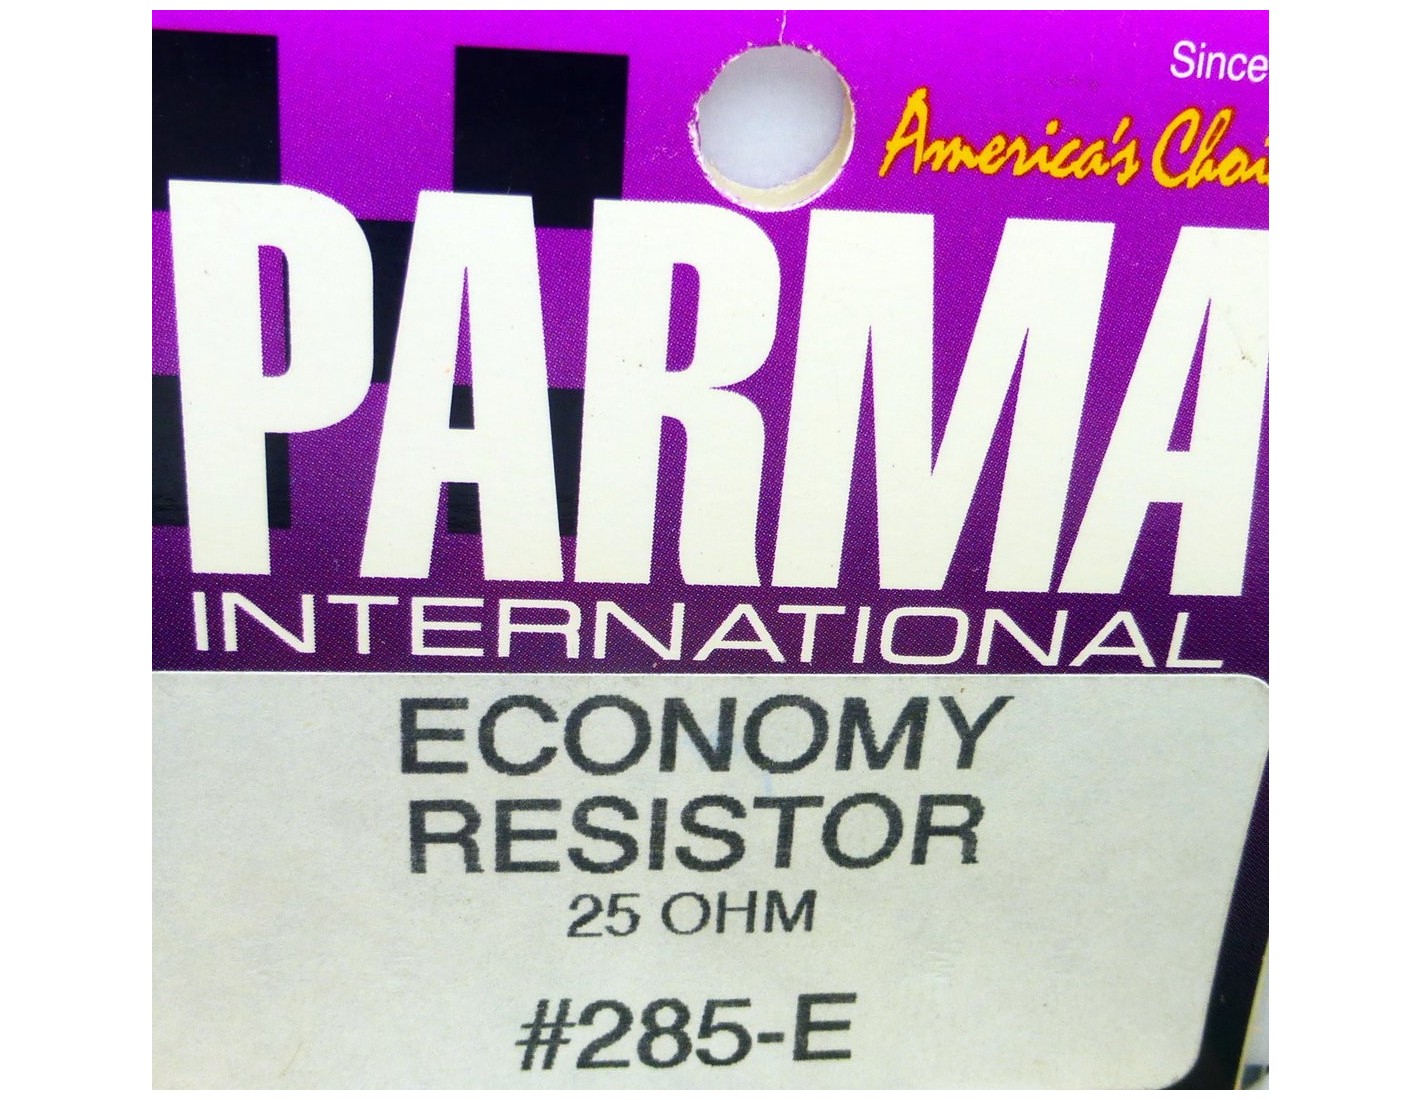 Since
America's Choi
PARMA
INTERNATIONAL
ECONOMY
RESISTOR
25 OHM
#285-E